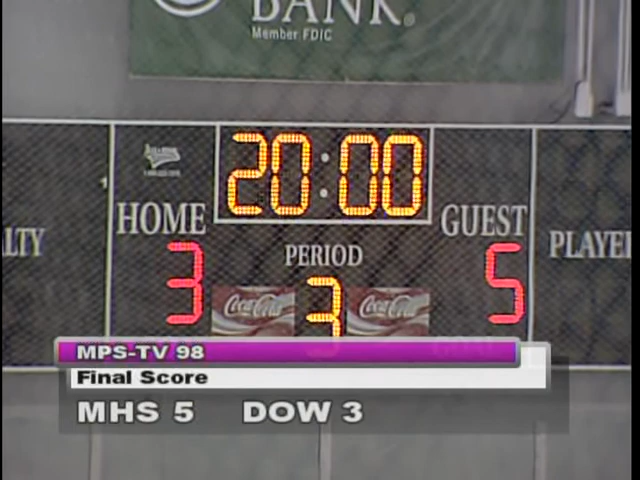 BANK.
Member FDIC
20:00
HOME
GUEST
LTY
PERIOD
PLAYE
3
Coca-Cola
3
Coca-Cola
5
MPS-TV 98
Final Score
MHS 5 DOW 3